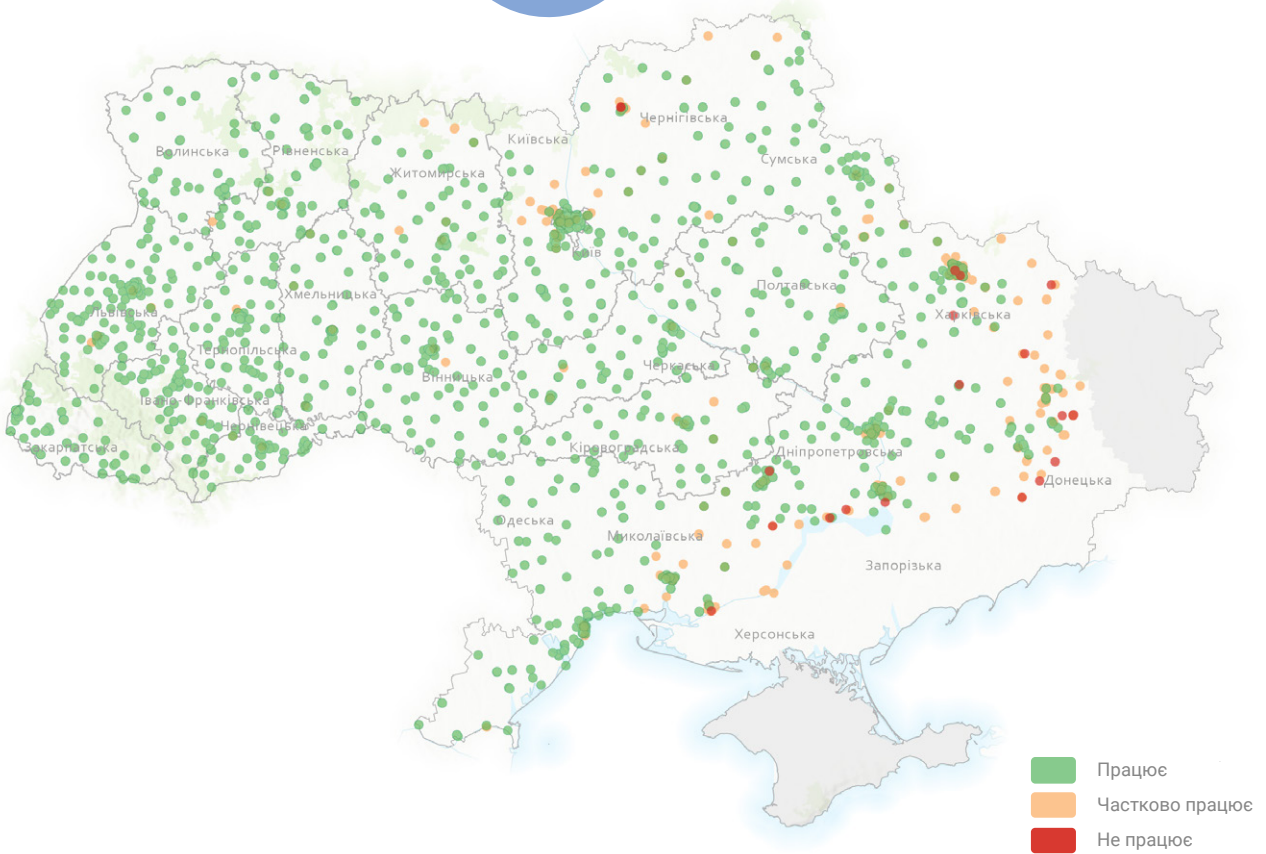 Чернігівська
Київська
Волинська
Рівненська
Сумська
Житомирська
Київ
Полтавська
Хмельницька
Львівська
Харківська
Тернопільська
Черкаська
Вінницька
Івано-Франківська
Чернівецька
Закарпатська
Кіровоградська
Дніпропетровська
Донецька
Одеська
Миколаївська
Запорізька
Херсонська
Працює
Частково працює
Не працює